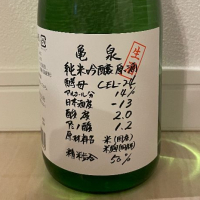 亀泉
生
純米吟醸原酒
酵母 CEL-24
アルコール分 14%
日本酒度 -13
酸度 2.0
アミノ酸 1.2
原材料名 米(国産)
米麹(国産米)
精米歩合 50%